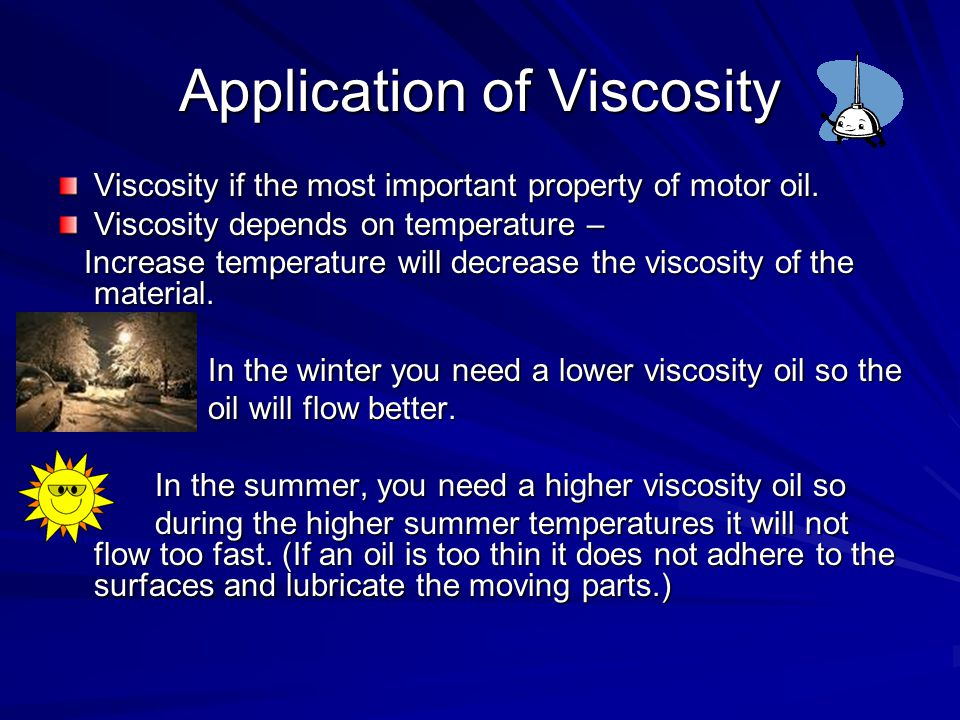 Application of Viscosity
Viscosity if the most important property of motor oil.
Viscosity depends on temperature –
Increase temperature will decrease the viscosity of the
material.
In the winter you need a lower viscosity oil so the
oil will flow better.
In the summer, you need a higher viscosity oil so
during the higher summer temperatures it will not
flow too fast. (If an oil is too thin it does not adhere to the
surfaces and lubricate the moving parts.)